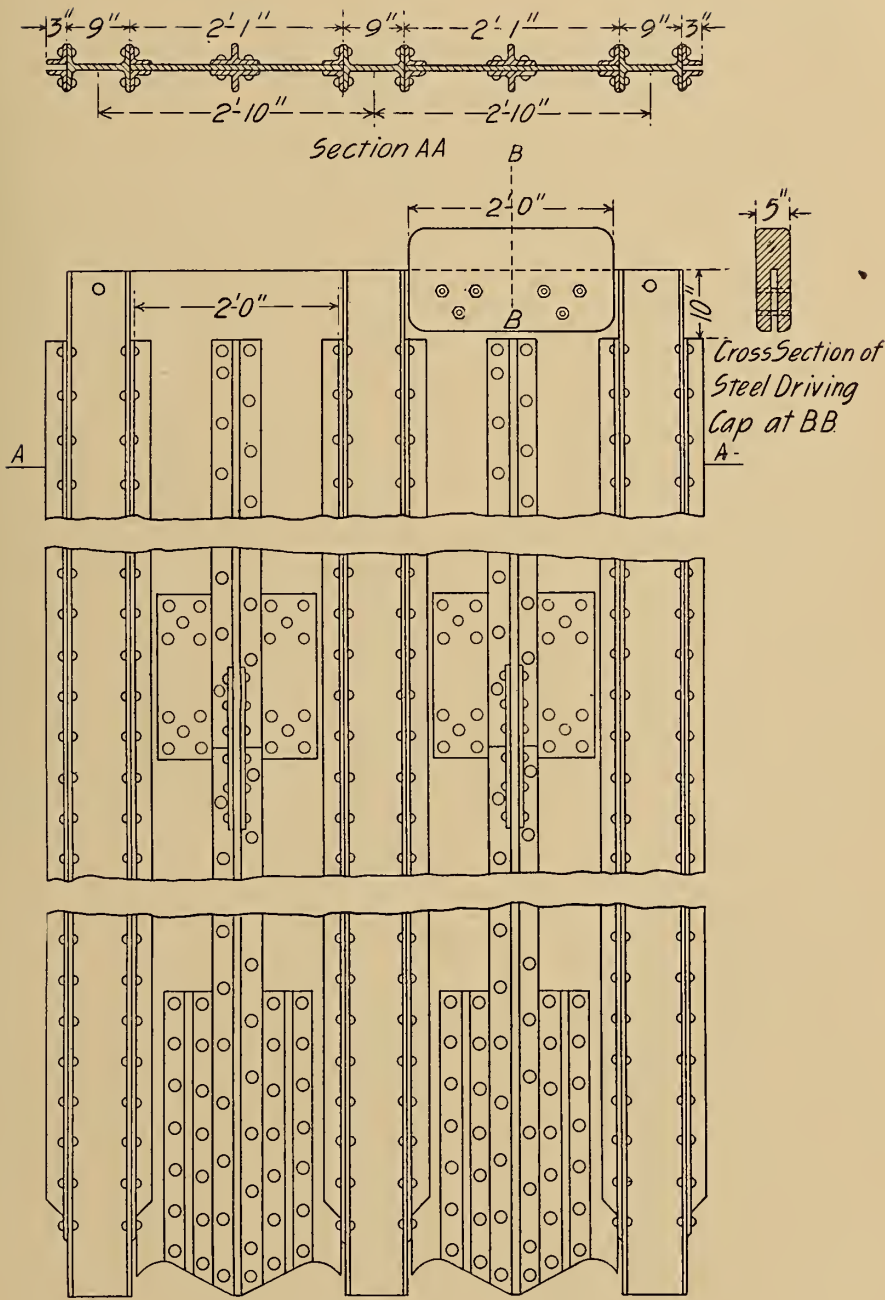 3" 9" 2'-1" 9" 2'-1" 9" 3"
2'-10" 2'-10"
Section AA
B
2'-0"
5"
2'-0"
10"
B
Cross Section of
Steel Driving
Cap at B.B.
A
A